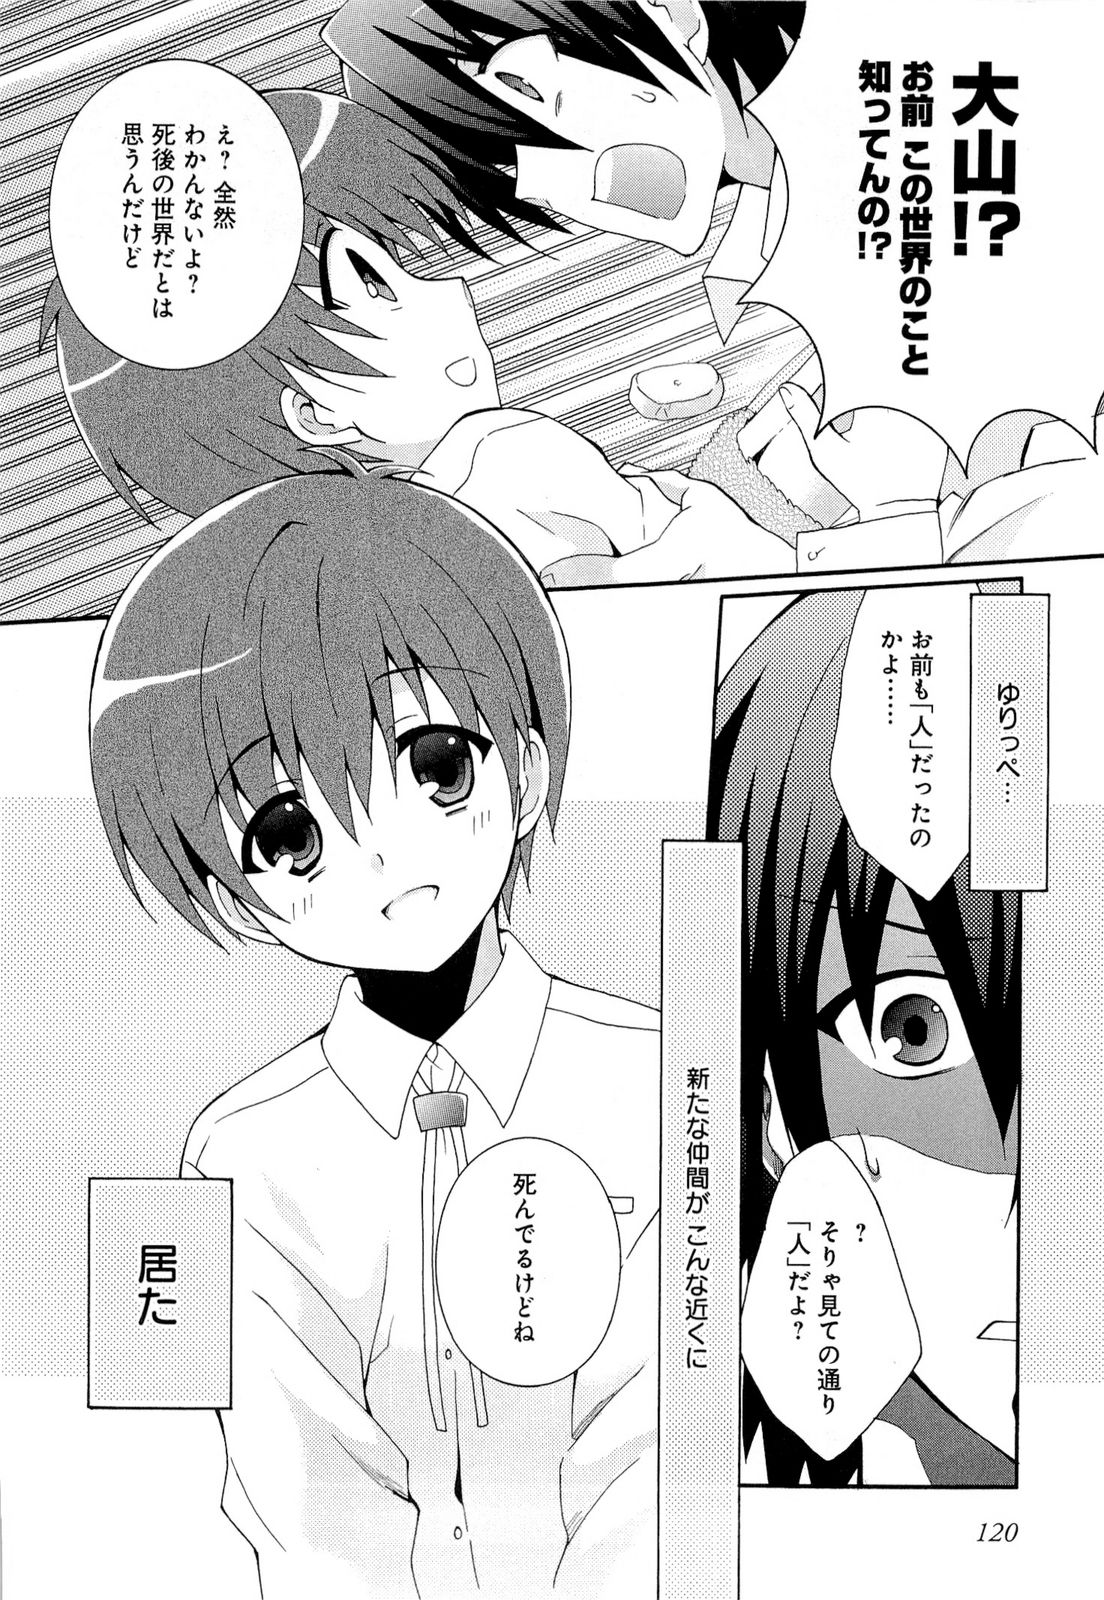 大山!?
お前 この世界のこと
知ってんの!?
え? 全然
わかんないよ?
死後の世界だとは
思うんだけど
ゆりっぺ…
お前も「人」だったの
かよ……
?
そりゃ見ての通り
「人」だよ?
新たな仲間が こんな近くに
死んでるけどね
居た
120